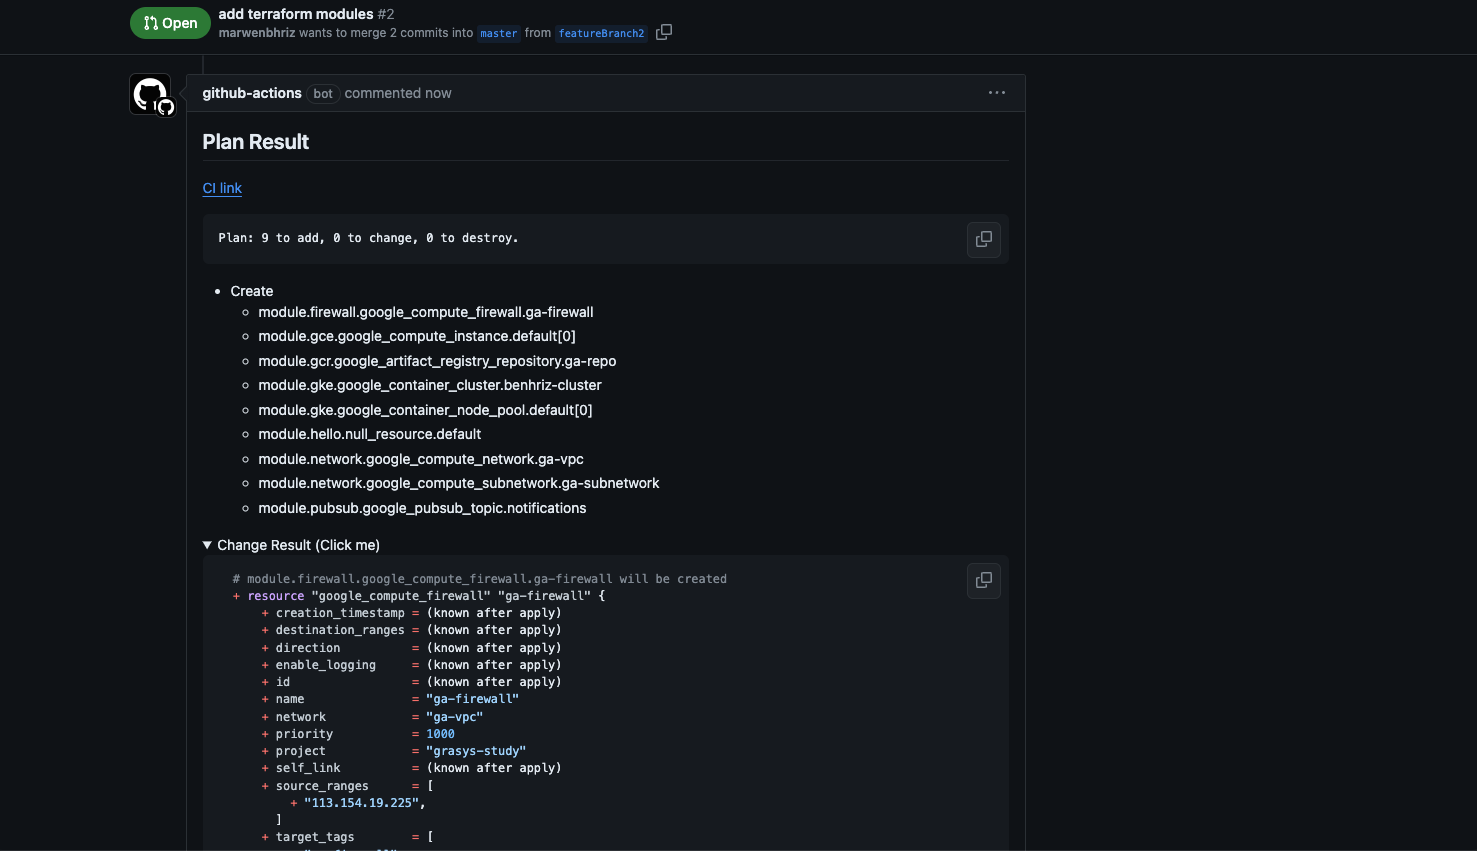 Open
add terraform modules #2
marwenbhriz wants to merge 2 commits into master from featureBranch2
github-actions bot commented now
Plan Result
CI link
Plan: 9 to add, 0 to change, 0 to destroy.
Create
module.firewall.google_compute_firewall.ga-firewall
module.gce.google_compute_instance.default[0]
module.gcr.google_artifact_registry_repository.ga-repo
module.gke.google_container_cluster.benhriz-cluster
module.gke.google_container_node_pool.default[0]
module.hello.null_resource.default
module.network.google_compute_network.ga-vpc
module.network.google_compute_subnetwork.ga-subnetwork
module.pubsub.google_pubsub_topic.notifications
Change Result (Click me)
# module.firewall.google_compute_firewall.ga-firewall will be created
+ resource "google_compute_firewall" "ga-firewall" {
+ creation_timestamp = (known after apply)
+ destination_ranges = (known after apply)
+ direction = (known after apply)
+ enable_logging = (known after apply)
+ id = (known after apply)
+ name = "ga-firewall"
+ network = "ga-vpc"
+ priority = 1000
+ project = "grasys-study"
+ self_link = (known after apply)
+ source_ranges = [
+ "113.154.19.225",
]
+ target_tags = [